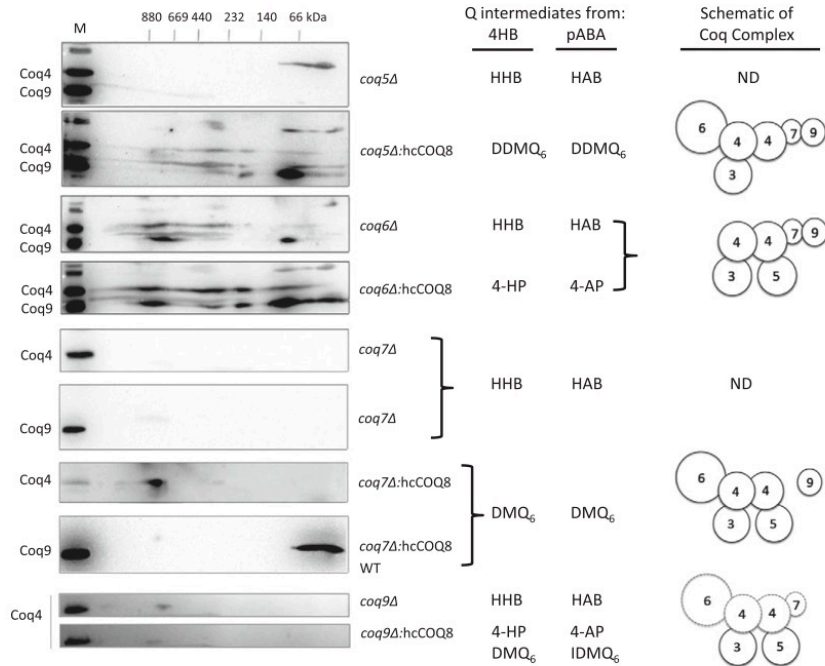 880 669 440 232 140 66 kDa
M
Q intermediates from:
4HB pABA
Schematic of
Coq Complex
Coq4
Coq9
coq5Δ HHB HAB ND
Coq4
Coq9
coq5Δ:hcCOQ8 DDMQ6 DDMQ6
6 4 4 7 9
3
Coq4
Coq9
coq6Δ HHB HAB
4 4 7 9
3 5
Coq4
Coq9
coq6Δ:hcCOQ8 4-HP 4-AP
Coq4
coq7Δ
HHB HAB ND
Coq9
coq7Δ
Coq4
coq7Δ:hcCOQ8
6 4 4 9
3 5
DMQ6 DMQ6
Coq9
coq7Δ:hcCOQ8
WT
Coq4
coq9Δ HHB HAB
6 4 4 7
3 5
coq9Δ:hcCOQ8 4-HP 4-AP
DMQ6 IDMQ6